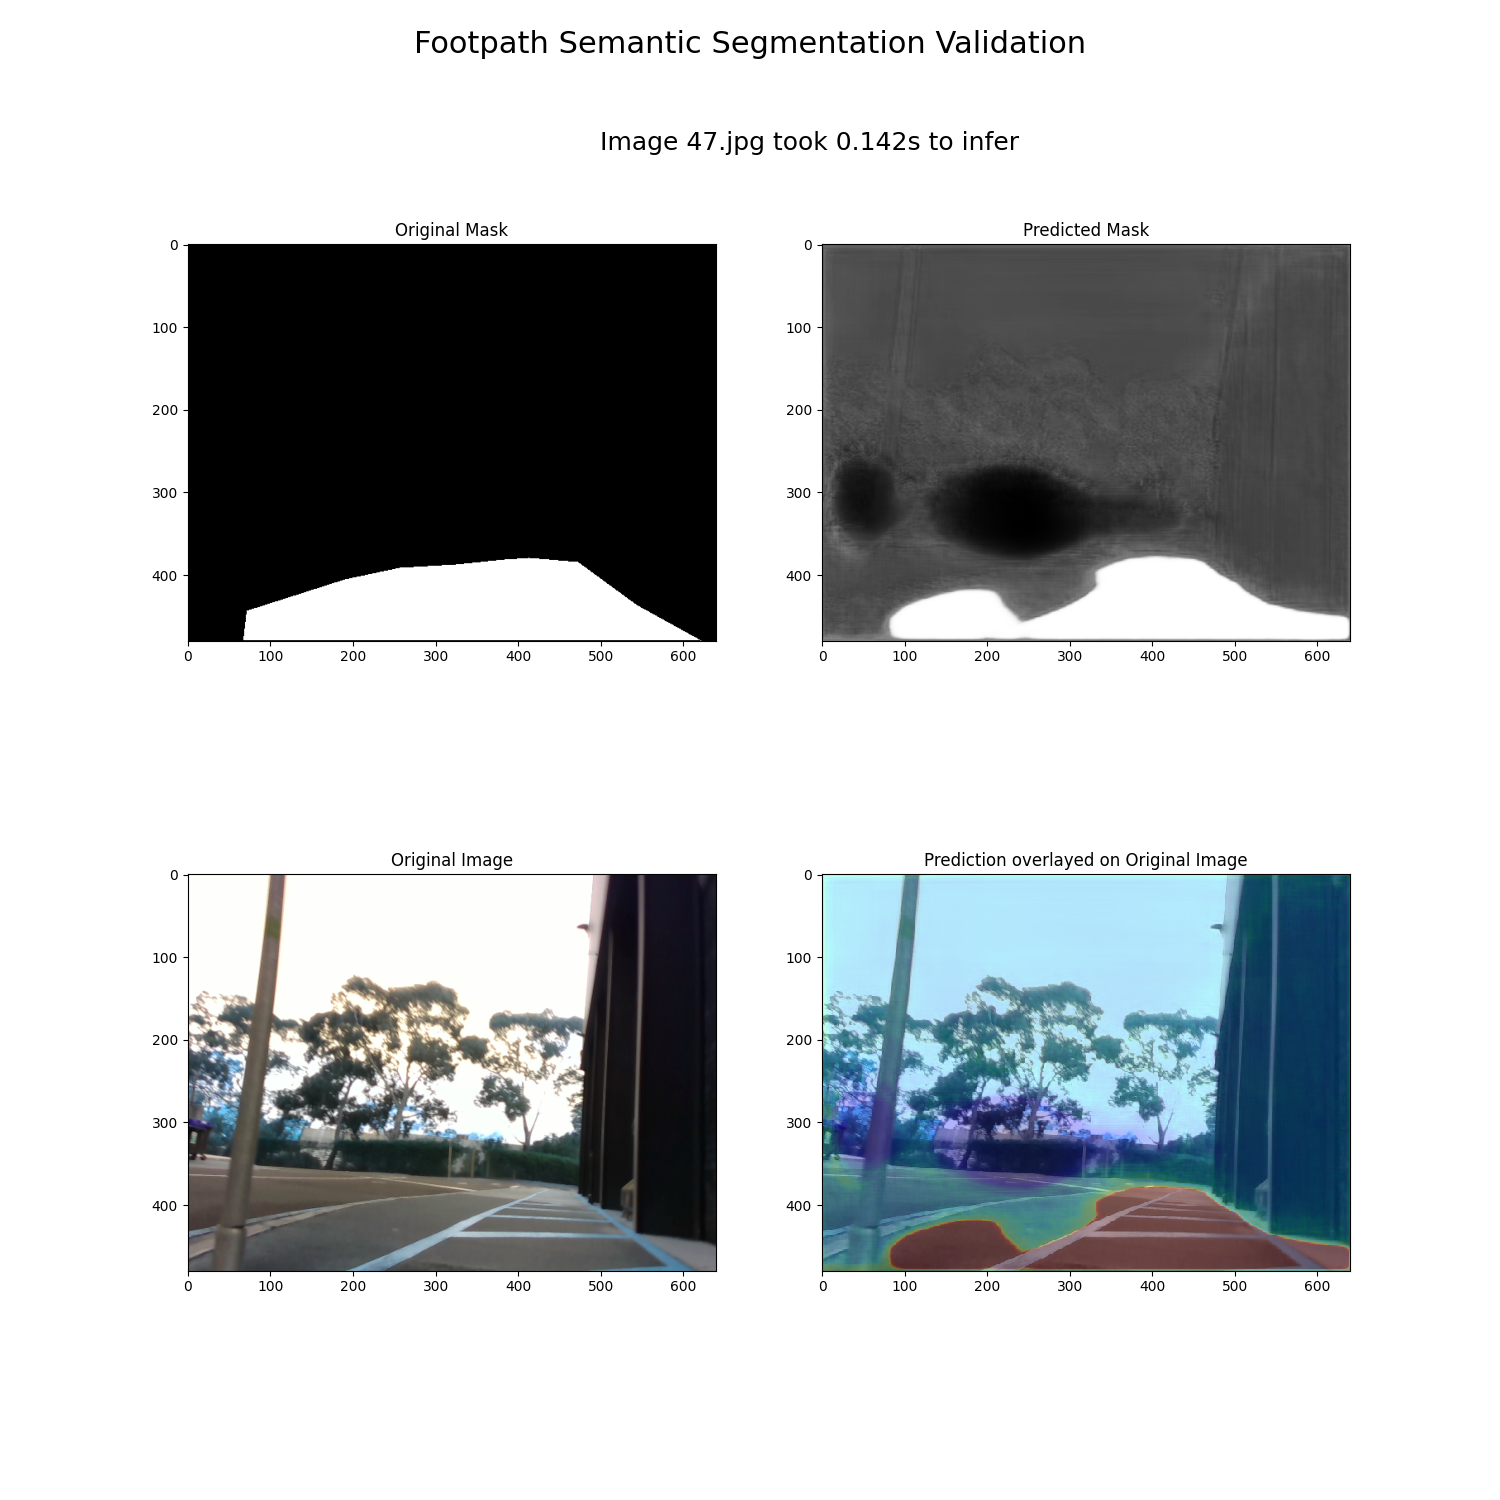 Footpath Semantic Segmentation Validation
Image 47.jpg took 0.142s to infer
Original Mask
0
100
200
300
400
0 100 200 300 400 500 600
Predicted Mask
0
100
200
300
400
0 100 200 300 400 500 600
Original Image
0
100
200
300
400
0 100 200 300 400 500 600
Prediction overlayed on Original Image
0
100
200
300
400
0 100 200 300 400 500 600